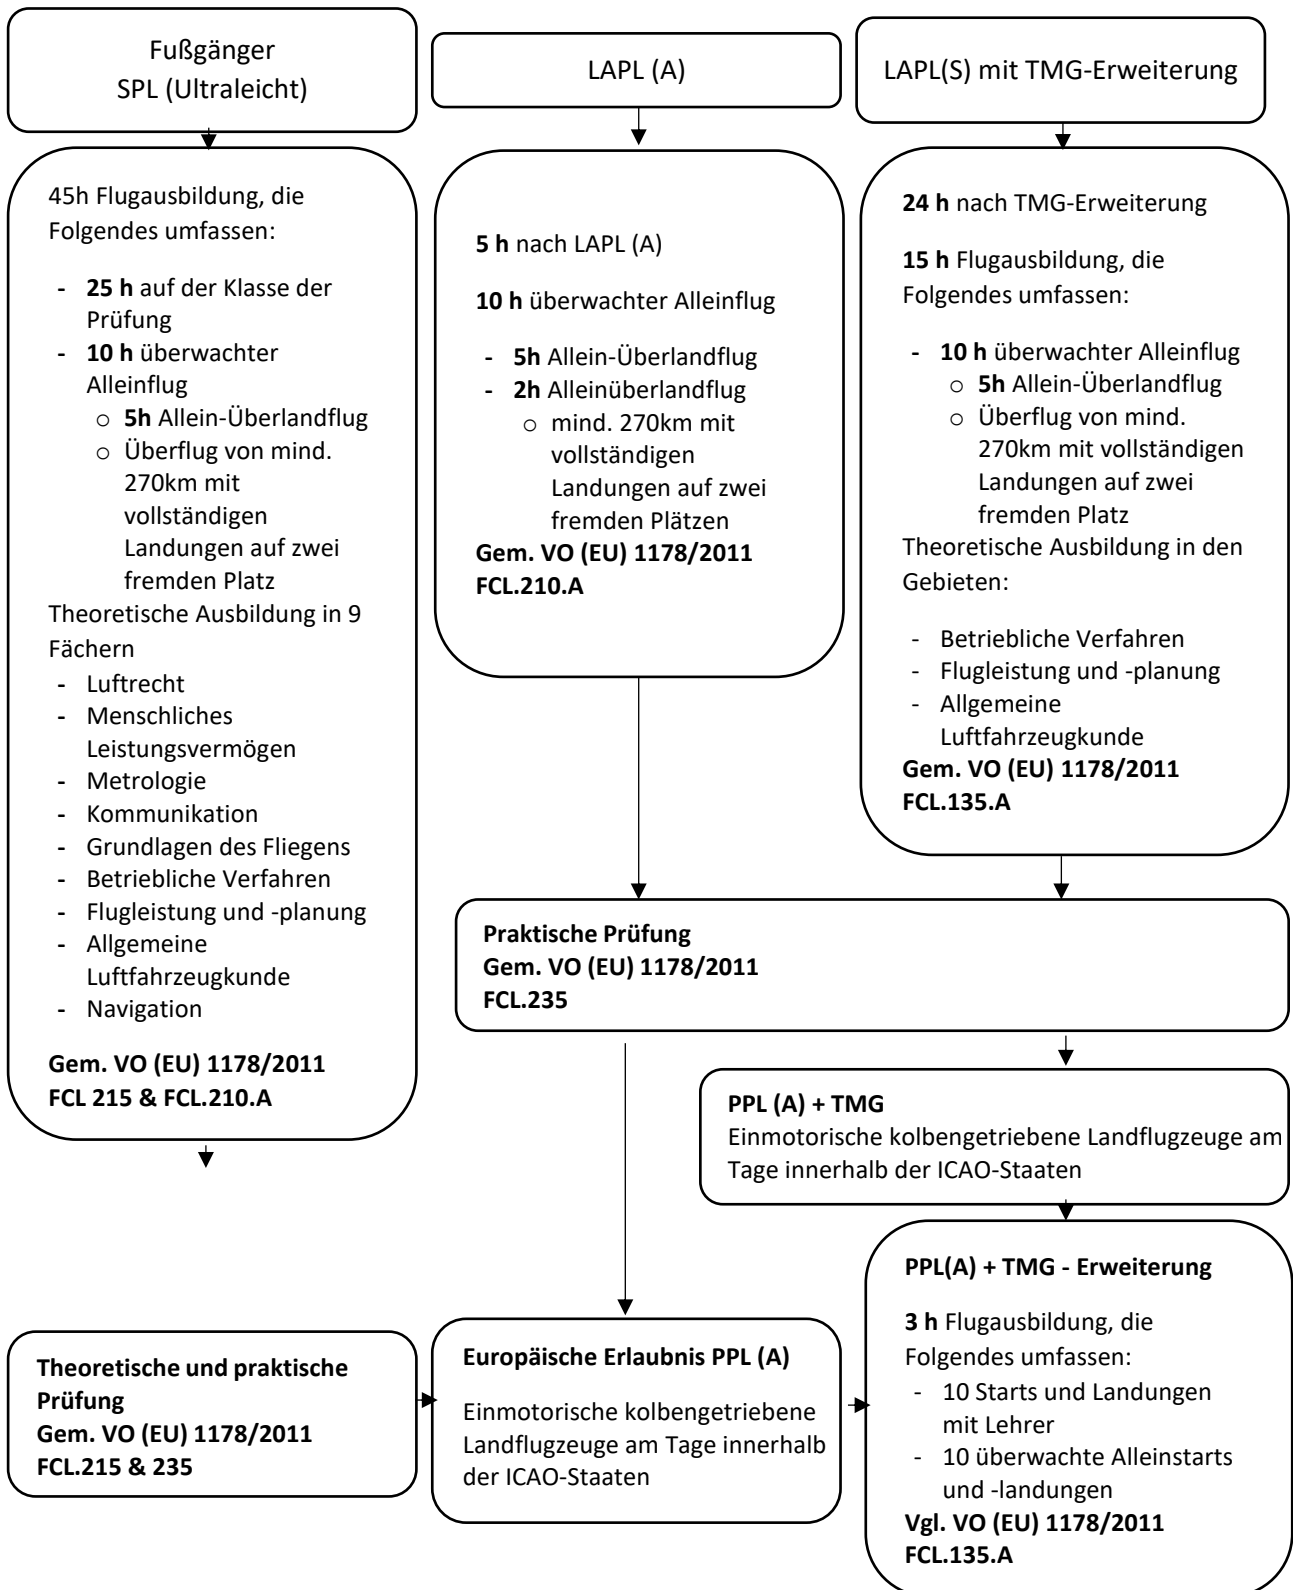 Fußgänger
SPL (Ultraleicht)
LAPL (A)
LAPL(S) mit TMG-Erweiterung
45h Flugausbildung, die
Folgendes umfassen:
- 25 h auf der Klasse der
Prüfung
- 10 h überwachter
Alleinflug
o 5h Allein-Überlandflug
o Überflug von mind.
270km mit
vollständigen
Landungen auf zwei
fremden Platz
Theoretische Ausbildung in 9
Fächern
- Luftrecht
- Menschliches
Leistungsvermögen
- Metrologie
- Kommunikation
- Grundlagen des Fliegens
- Betriebliche Verfahren
- Flugleistung und -planung
- Allgemeine
Luftfahrzeugkunde
- Navigation
Gem. VO (EU) 1178/2011
FCL 215 & FCL.210.A
5 h nach LAPL (A)
10 h überwachter Alleinflug
- 5h Allein-Überlandflug
- 2h Alleinüberlandflug
o mind. 270km mit
vollständigen
Landungen auf zwei
fremden Plätzen
Gem. VO (EU) 1178/2011
FCL.210.A
24 h nach TMG-Erweiterung
15 h Flugausbildung, die
Folgendes umfassen:
- 10 h überwachter Alleinflug
o 5h Allein-Überlandflug
o Überflug von mind.
270km mit vollständigen
Landungen auf zwei
fremden Platz
Theoretische Ausbildung in den
Gebieten:
- Betriebliche Verfahren
- Flugleistung und -planung
- Allgemeine
Luftfahrzeugkunde
Gem. VO (EU) 1178/2011
FCL.135.A
Praktische Prüfung
Gem. VO (EU) 1178/2011
FCL.235
PPL (A) + TMG
Einmotorische kolbengetriebene Landflugzeuge am
Tage innerhalb der ICAO-Staaten
Theoretische und praktische
Prüfung
Gem. VO (EU) 1178/2011
FCL.215 & 235
Europäische Erlaubnis PPL (A)
Einmotorische kolbengetriebene
Landflugzeuge am Tage innerhalb
der ICAO-Staaten
PPL(A) + TMG - Erweiterung
3 h Flugausbildung, die
Folgendes umfassen:
- 10 Starts und Landungen
mit Lehrer
- 10 überwachte Alleinstarts
und -landungen
Vgl. VO (EU) 1178/2011
FCL.135.A